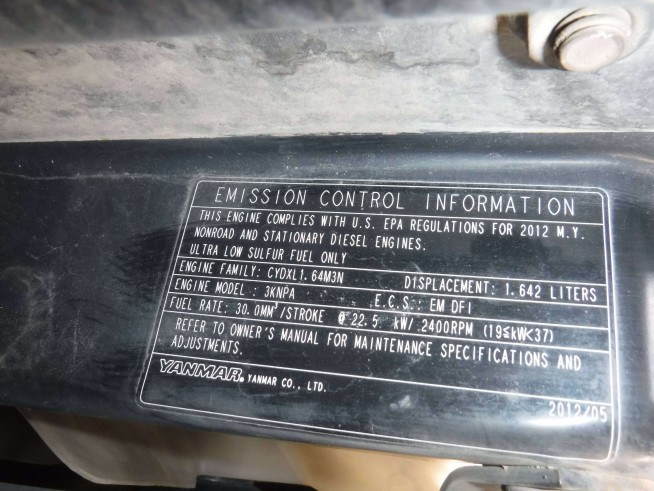 EMISSION CONTROL INFORMATION
THIS ENGINE COMPLIES WITH U.S. EPA REGULATIONS FOR 2012 M.Y.
NONROAD AND STATIONARY DIESEL ENGINES.
ULTRA LOW SULFUR FUEL ONLY
ENGINE FAMILY: CYDXL1.64M3N DISPLACEMENT: 1.642 LITERS
ENGINE MODEL: 3KNPA E.C.S.: EM DFI
FUEL RATE: 30.0MM³/STROKE @ 22.5 kW/ 2400RPM (19≦kW<37)
REFER TO OWNER'S MANUAL FOR MAINTENANCE SPECIFICATIONS AND
ADJUSTMENTS.
YANMAR® YANMAR CO., LTD.
2012/05